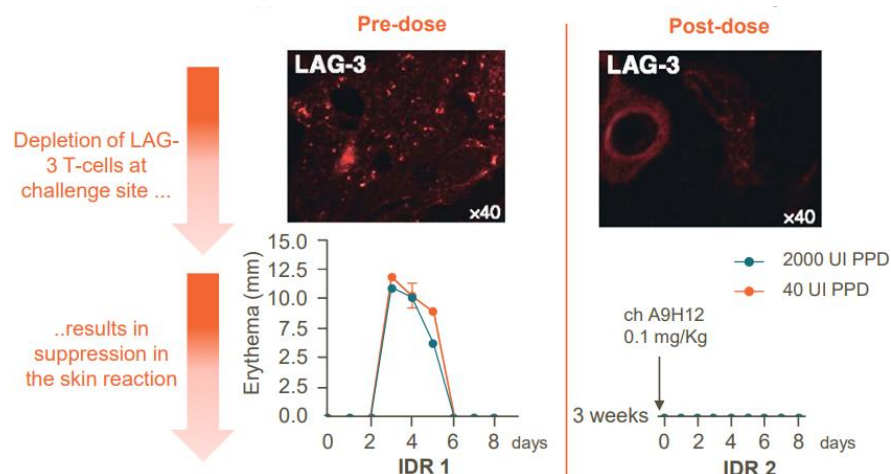 Pre-dose
Post-dose
LAG-3
×40
LAG-3
×40
Depletion of LAG-
3 T-cells at
challenge site ...
..results in
suppression in
the skin reaction
Erythema (mm)
15.0
12.5
10.0
7.5
2.5
2.5
0.0
0 2 4 6 8 days
IDR 1
2000 UI PPD
40 UI PPD
ch A9H12
0.1 mg/Kg
3 weeks
0 2 4 6 8 days
IDR 2